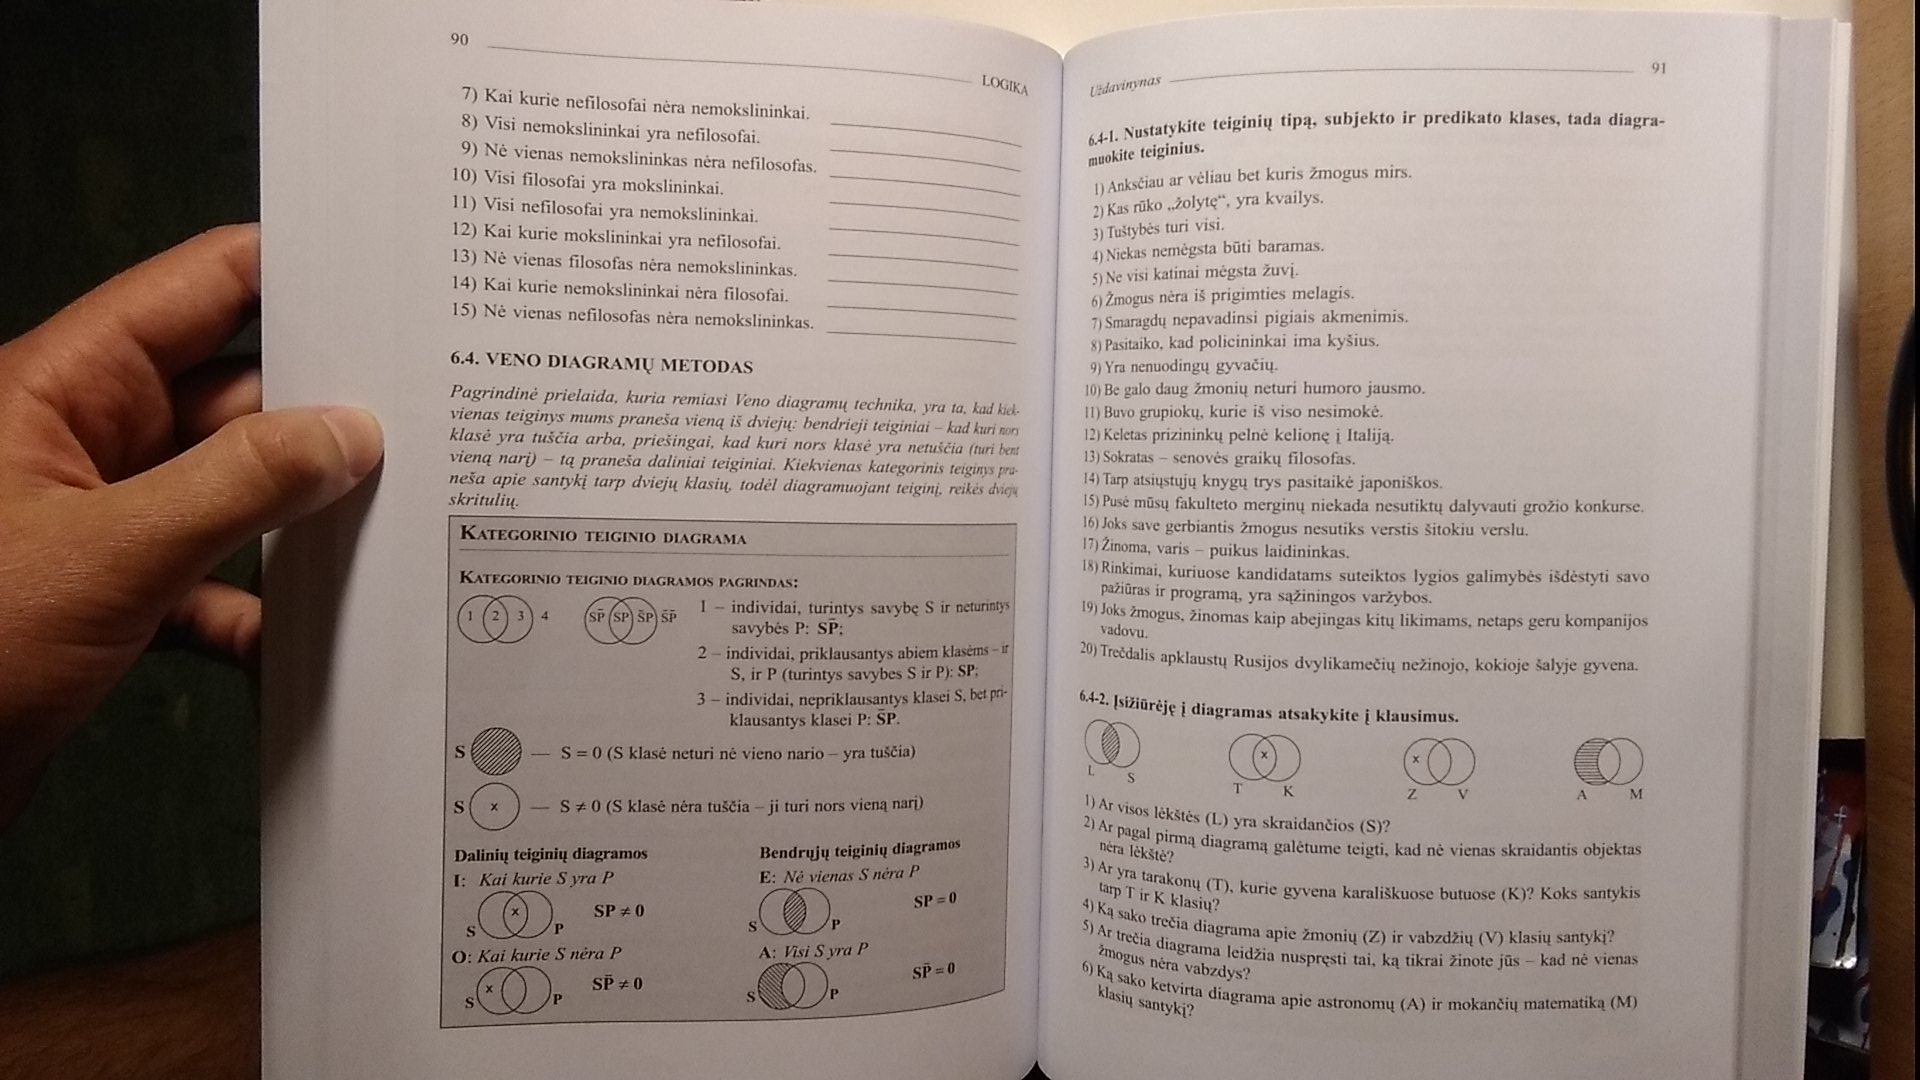 90
LOGIKA
7) Kai kurie nefilosofai nėra nemokslininkai.
8) Visi nemokslininkai yra nefilosofai.
9) Nė vienas nemokslininkas nėra nefilosofas.
10) Visi filosofai yra mokslininkai.
11) Visi nefilosofai yra nemokslininkai.
12) Kai kurie mokslininkai yra nefilosofai.
13) Nė vienas filosofas nėra nemokslininkas.
14) Kai kurie nemokslininkai nėra filosofai.
15) Nė vienas nefilosofas nėra nemokslininkas.
6.4. VENO DIAGRAMŲ METODAS
Pagrindinė prielaida, kuria remiasi Veno diagramų technika, yra ta, kad kiek-
vienas teiginys mums praneša vieną iš dviejų: bendrieji teiginiai – kad kuri nors
klasė yra tuščia arba, priešingai, kad kuri nors klasė yra netuščia (turi bent
vieną narį) – tą praneša daliniai teiginiai. Kiekvienas kategorinis teiginys pra-
neša apie santykį tarp dviejų klasių, todėl diagramuojant teiginį, reikės dviejų
skritulių.
KATEGORINIO TEIGINIO DIAGRAMA
KATEGORINIO TEIGINIO DIAGRAMOS PAGRINDAS:
1 2 3 4 SP̄ SP S̄P S̄P̄
1 – individai, turintys savybę S ir neturintys
savybės P: SP̄;
2 – individai, priklausantys abiem klasėms – ir
S, ir P (turintys savybes S ir P): SP;
3 – individai, nepriklausantys klasei S, bet pri-
klausantys klasei P: S̄P.
S — S = 0 (S klasė neturi nė vieno nario – yra tuščia)
S x — S ≠ 0 (S klasė nėra tuščia – ji turi nors vieną narį)
Dalinių teiginių diagramos
I: Kai kurie S yra P
S x P SP ≠ 0
O: Kai kurie S nėra P
S x P SP̄ ≠ 0
Bendrųjų teiginių diagramos
E: Nė vienas S nėra P
S P SP = 0
A: Visi S yra P
S P SP̄ = 0
Uždavinynas
91
6.4-1. Nustatykite teiginių tipą, subjekto ir predikato klases, tada diagra-
muokite teiginius.
1) Anksčiau ar vėliau bet kuris žmogus mirs.
2) Kas rūko „žolytę“, yra kvailys.
3) Tuštybės turi visi.
4) Niekas nemėgsta būti baramas.
5) Ne visi katinai mėgsta žuvį.
6) Žmogus nėra iš prigimties melagis.
7) Smaragdų nepavadinsi pigiais akmenimis.
8) Pasitaiko, kad policininkai ima kyšius.
9) Yra nenuodingų gyvačių.
10) Be galo daug žmonių neturi humoro jausmo.
11) Buvo grupiokų, kurie iš viso nesimokė.
12) Keletas prizininkų pelnė kelionę į Italiją.
13) Sokratas – senovės graikų filosofas.
14) Tarp atsiųstųjų knygų trys pasitaikė japoniškos.
15) Pusė mūsų fakulteto merginų niekada nesutiktų dalyvauti grožio konkurse.
16) Joks save gerbiantis žmogus nesutiks verstis šitokiu verslu.
17) Žinoma, varis – puikus laidininkas.
18) Rinkimai, kuriuose kandidatams suteiktos lygios galimybės išdėstyti savo
pažiūras ir programą, yra sąžiningos varžybos.
19) Joks žmogus, žinomas kaip abejingas kitų likimams, netaps geru kompanijos
vadovu.
20) Trečdalis apklaustų Rusijos dvylikamečių nežinojo, kokioje šalyje gyvena.
6.4-2. Įsižiūrėję į diagramas atsakykite į klausimus.
x x
L S T K Z V A M
1) Ar visos lėkštės (L) yra skraidančios (S)?
2) Ar pagal pirmą diagramą galėtume teigti, kad nė vienas skraidantis objektas
nėra lėkštė?
3) Ar yra tarakonų (T), kurie gyvena karališkuose butuose (K)? Koks santykis
tarp T ir K klasių?
4) Ką sako trečia diagrama apie žmonių (Z) ir vabzdžių (V) klasių santykį?
5) Ar trečia diagrama leidžia nuspręsti tai, ką tikrai žinote jūs – kad nė vienas
žmogus nėra vabzdys?
6) Ką sako ketvirta diagrama apie astronomų (A) ir mokančių matematiką (M)
klasių santykį?